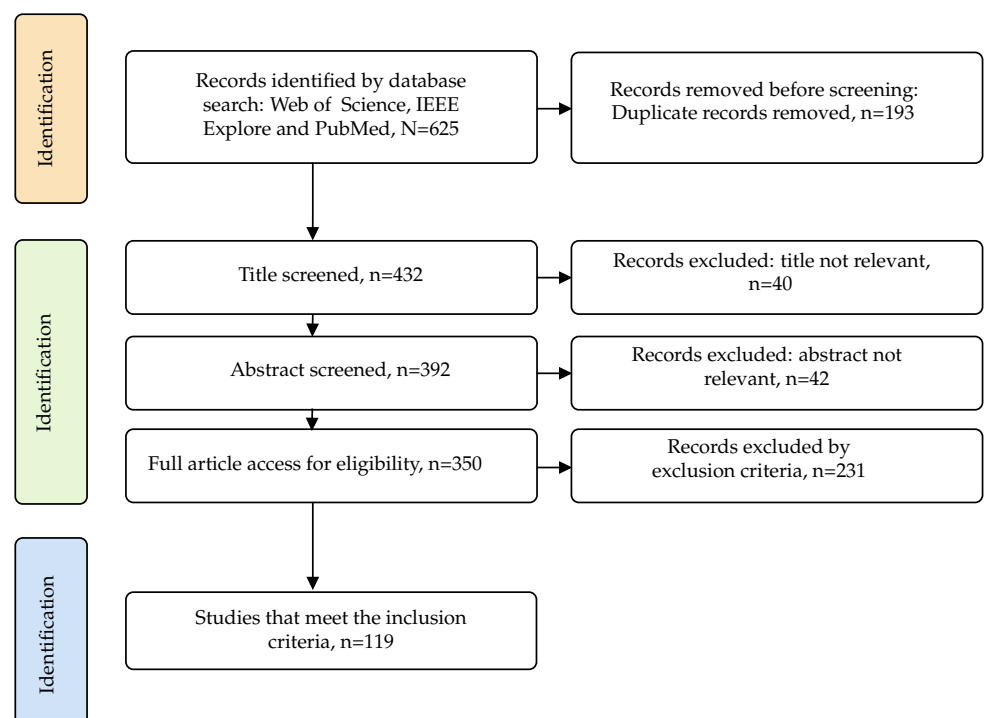 Identification
Records identified by database
search: Web of Science, IEEE
Explore and PubMed, N=625
Records removed before screening:
Duplicate records removed, n=193
Identification
Title screened, n=432
Records excluded: title not relevant,
n=40
Abstract screened, n=392
Records excluded: abstract not
relevant, n=42
Full article access for eligibility, n=350
Records excluded by
exclusion criteria, n=231
Identification
Studies that meet the inclusion
criteria, n=119